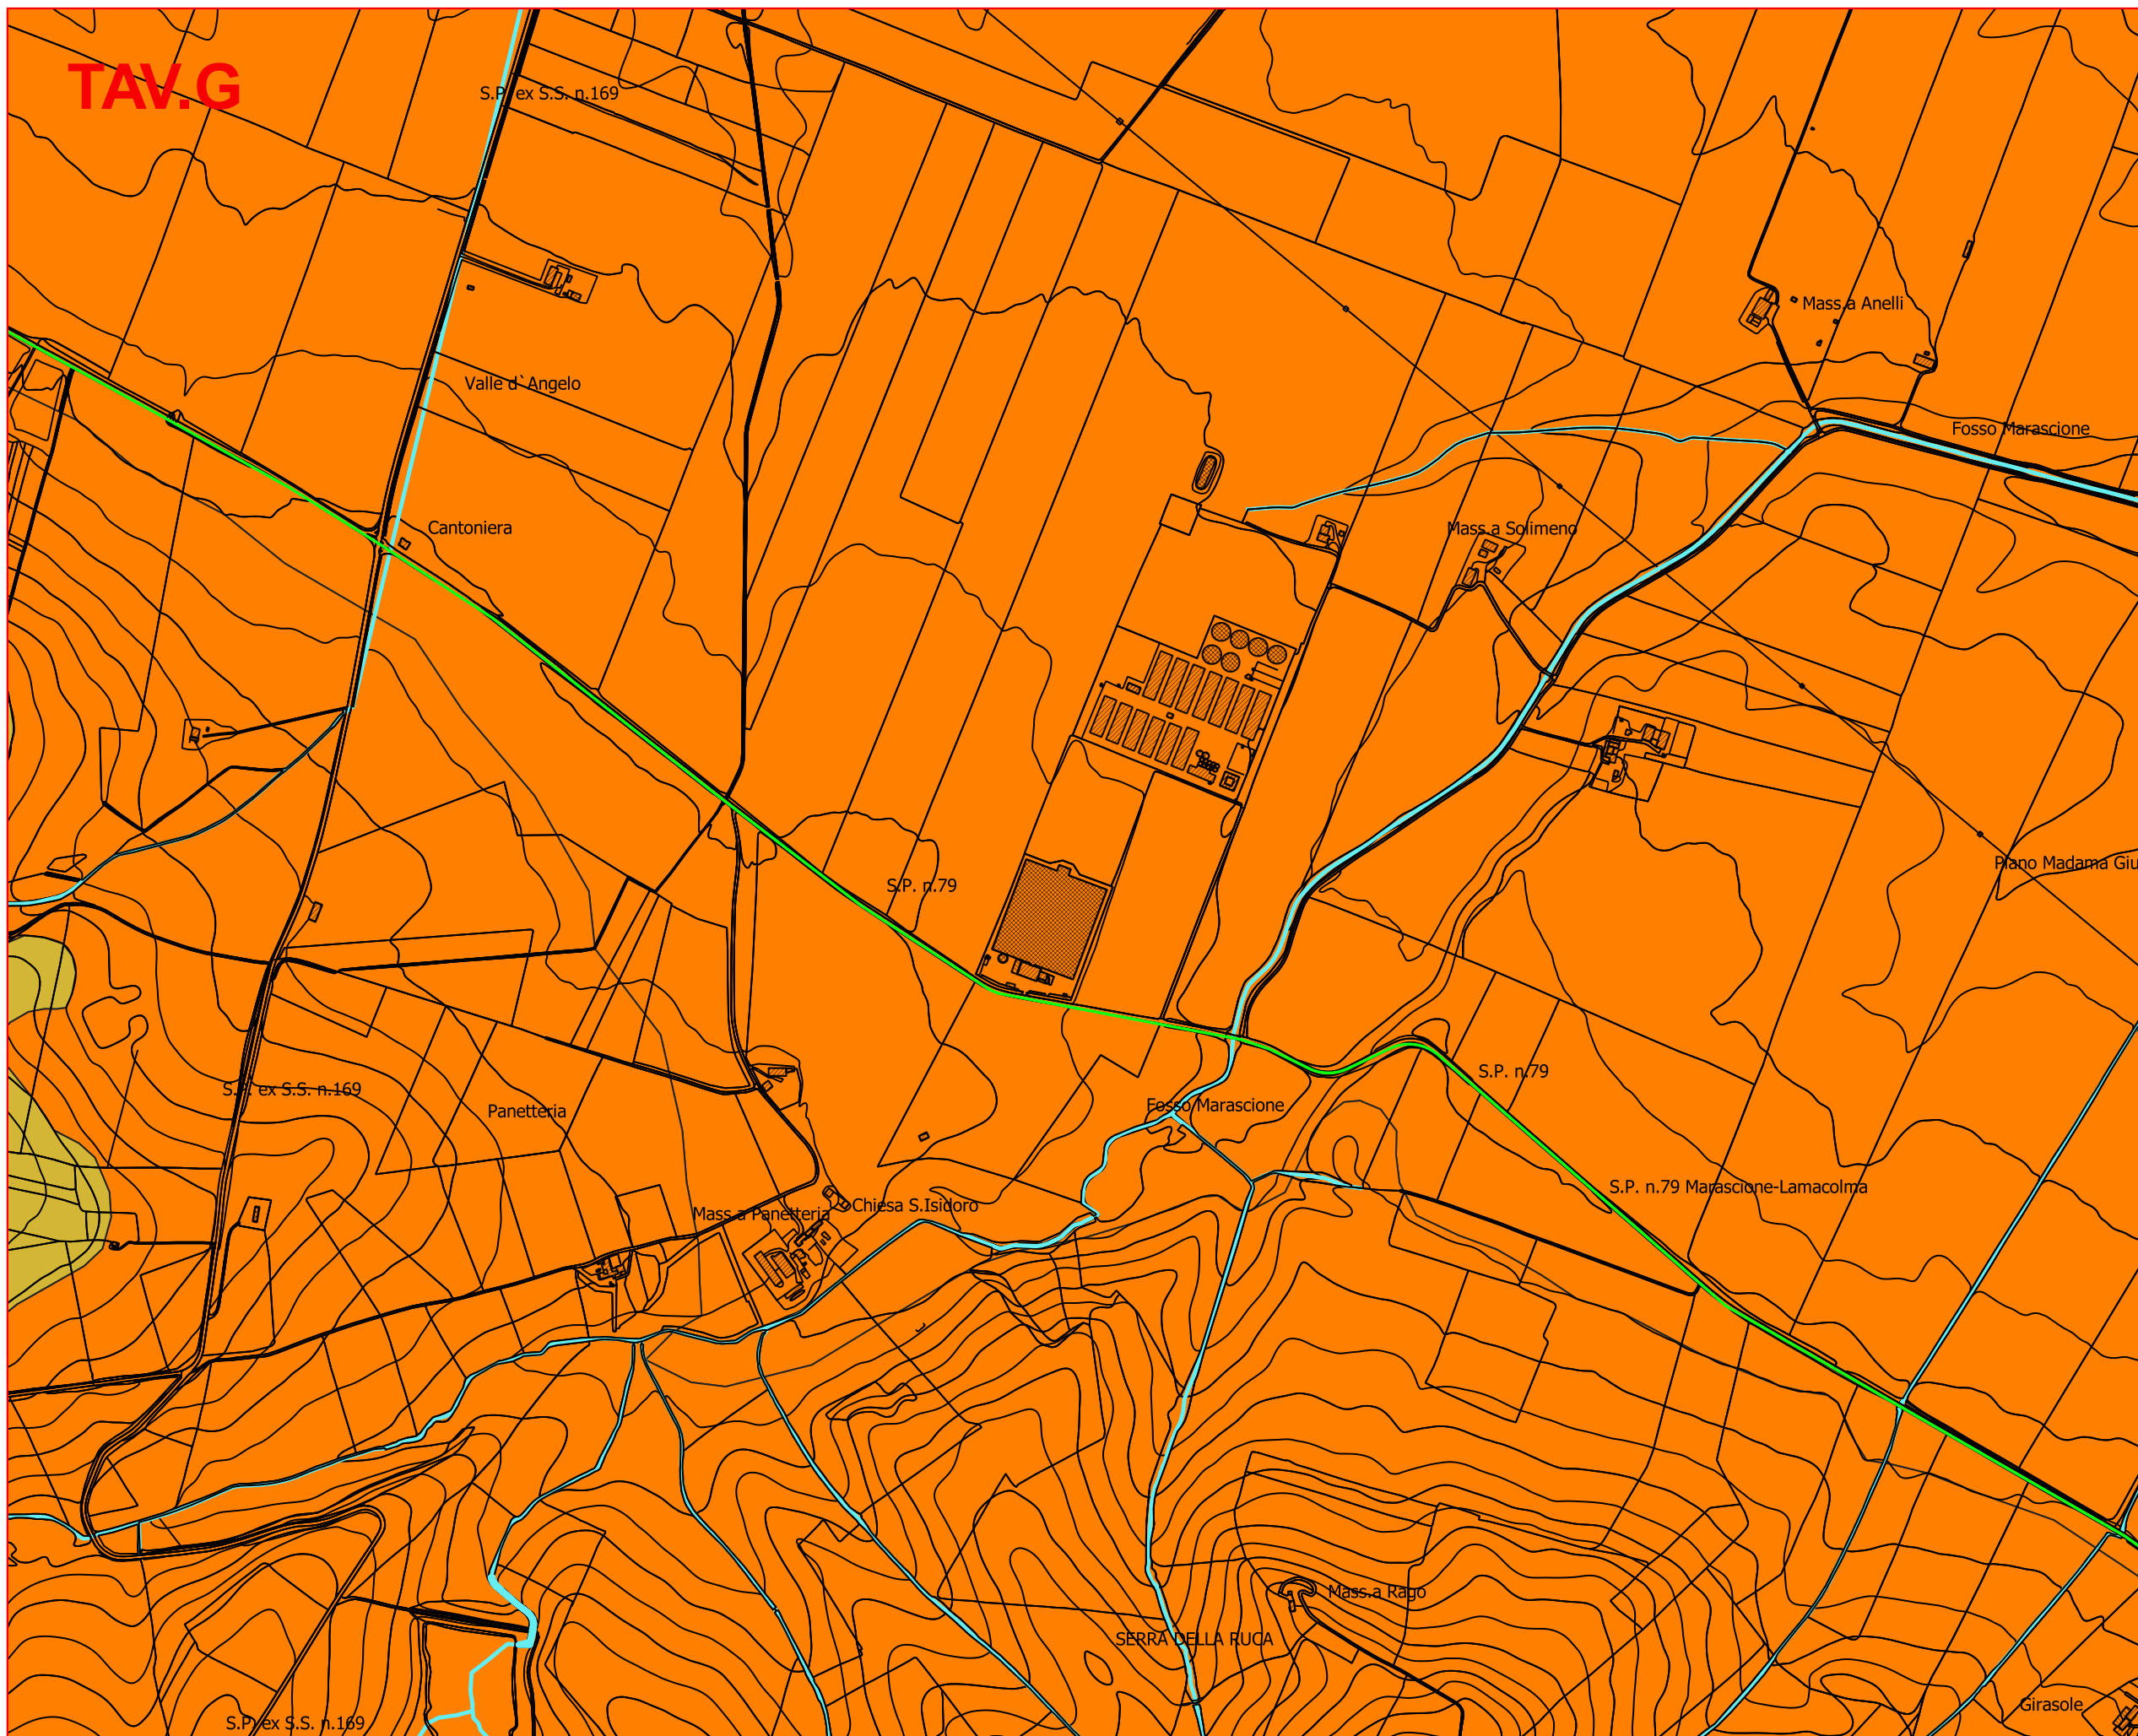 TAV.G
S.P. ex S.S. n.169
Mass.a Anelli
Valle d`Angelo
Fosso Marascione
Cantoniera
Mass.a Solimeno
Piano Madama Giu
S.P. n.79
S.P. n.79
S.P. ex S.S. n.169
Fosso Marascione
Panetteria
S.P. n.79 Marascione-Lamacolma
Chiesa S.Isidoro
Mass.a Panetteria
Mass.a Rago
SERRA DELLA RUCA
Girasole
S.P. ex S.S. n.169